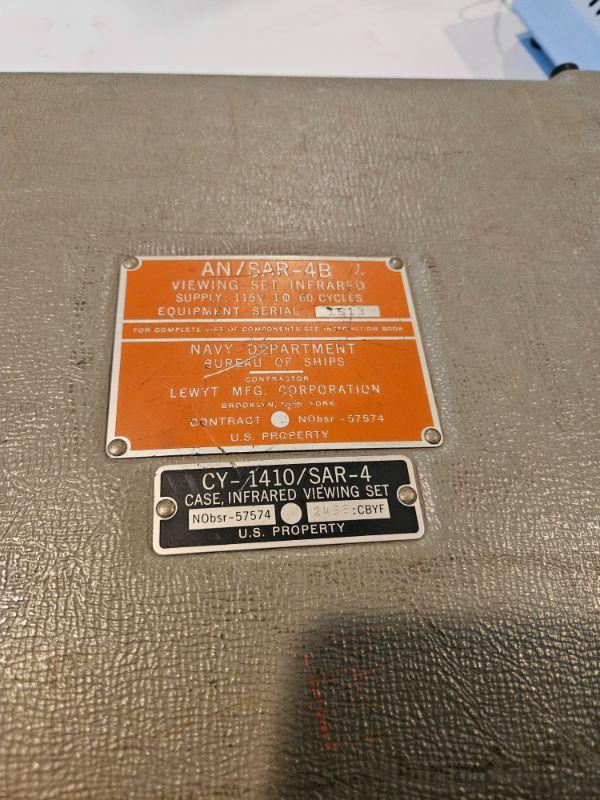 AN/SAR-4B
VIEWING SET INFRARED
SUPPLY: 115V 1Φ 60 CYCLES
EQUIPMENT SERIAL
FOR COMPLETE LIST OF COMPONENTS SEE INSTRUCTION BOOK
NAVY DEPARTMENT
BUREAU OF SHIPS
CONTRACTOR
LEWYT MFG. CORPORATION
BROOKLYN, NEW YORK
CONTRACT NObsr-57574
U.S. PROPERTY
CY-1410/SAR-4
CASE, INFRARED VIEWING SET
NObsr-57574 :CBYF
U.S. PROPERTY